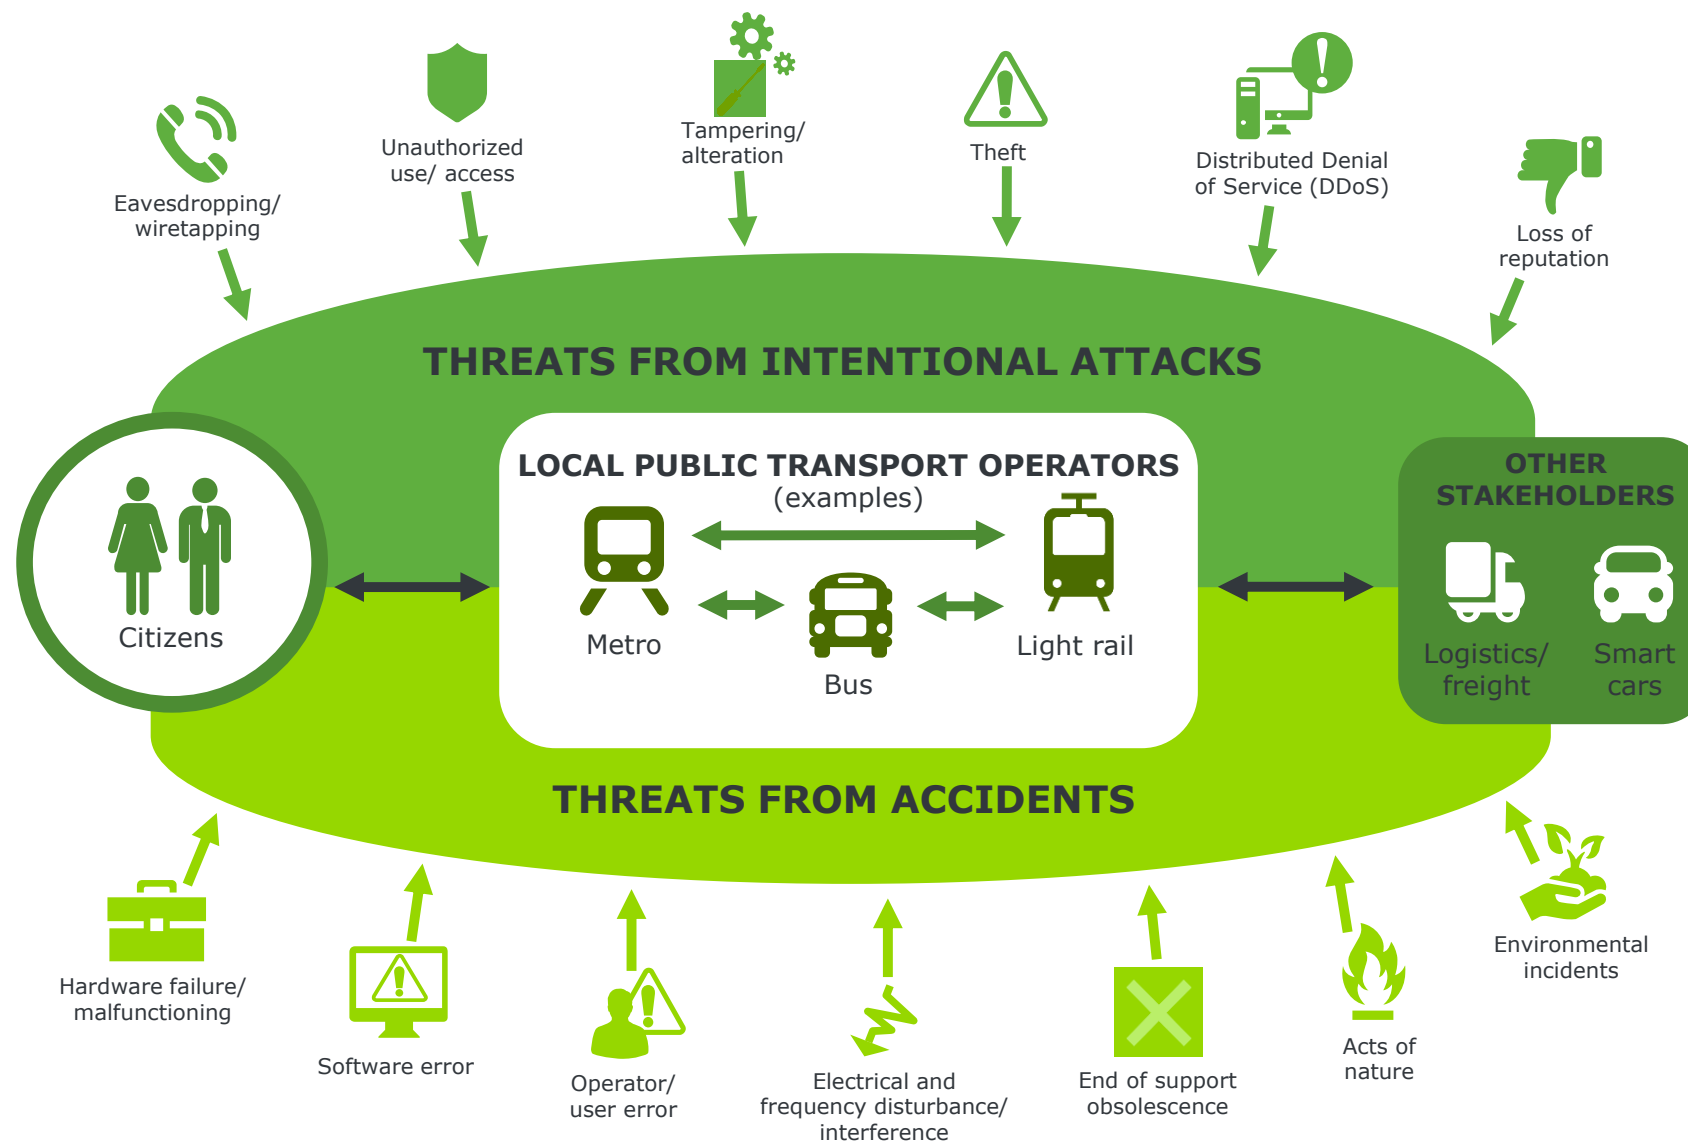 Eavesdropping/
wiretapping
Unauthorized
use/ access
Tampering/
alteration
Theft
Distributed Denial
of Service (DDoS)
Loss of
reputation
THREATS FROM INTENTIONAL ATTACKS
Citizens
LOCAL PUBLIC TRANSPORT OPERATORS
(examples)
Metro
Bus
Light rail
OTHER
STAKEHOLDERS
Logistics/
freight
Smart
cars
THREATS FROM ACCIDENTS
Hardware failure/
malfunctioning
Software error
Operator/
user error
Electrical and
frequency disturbance/
interference
End of support
obsolescence
Acts of
nature
Environmental
incidents